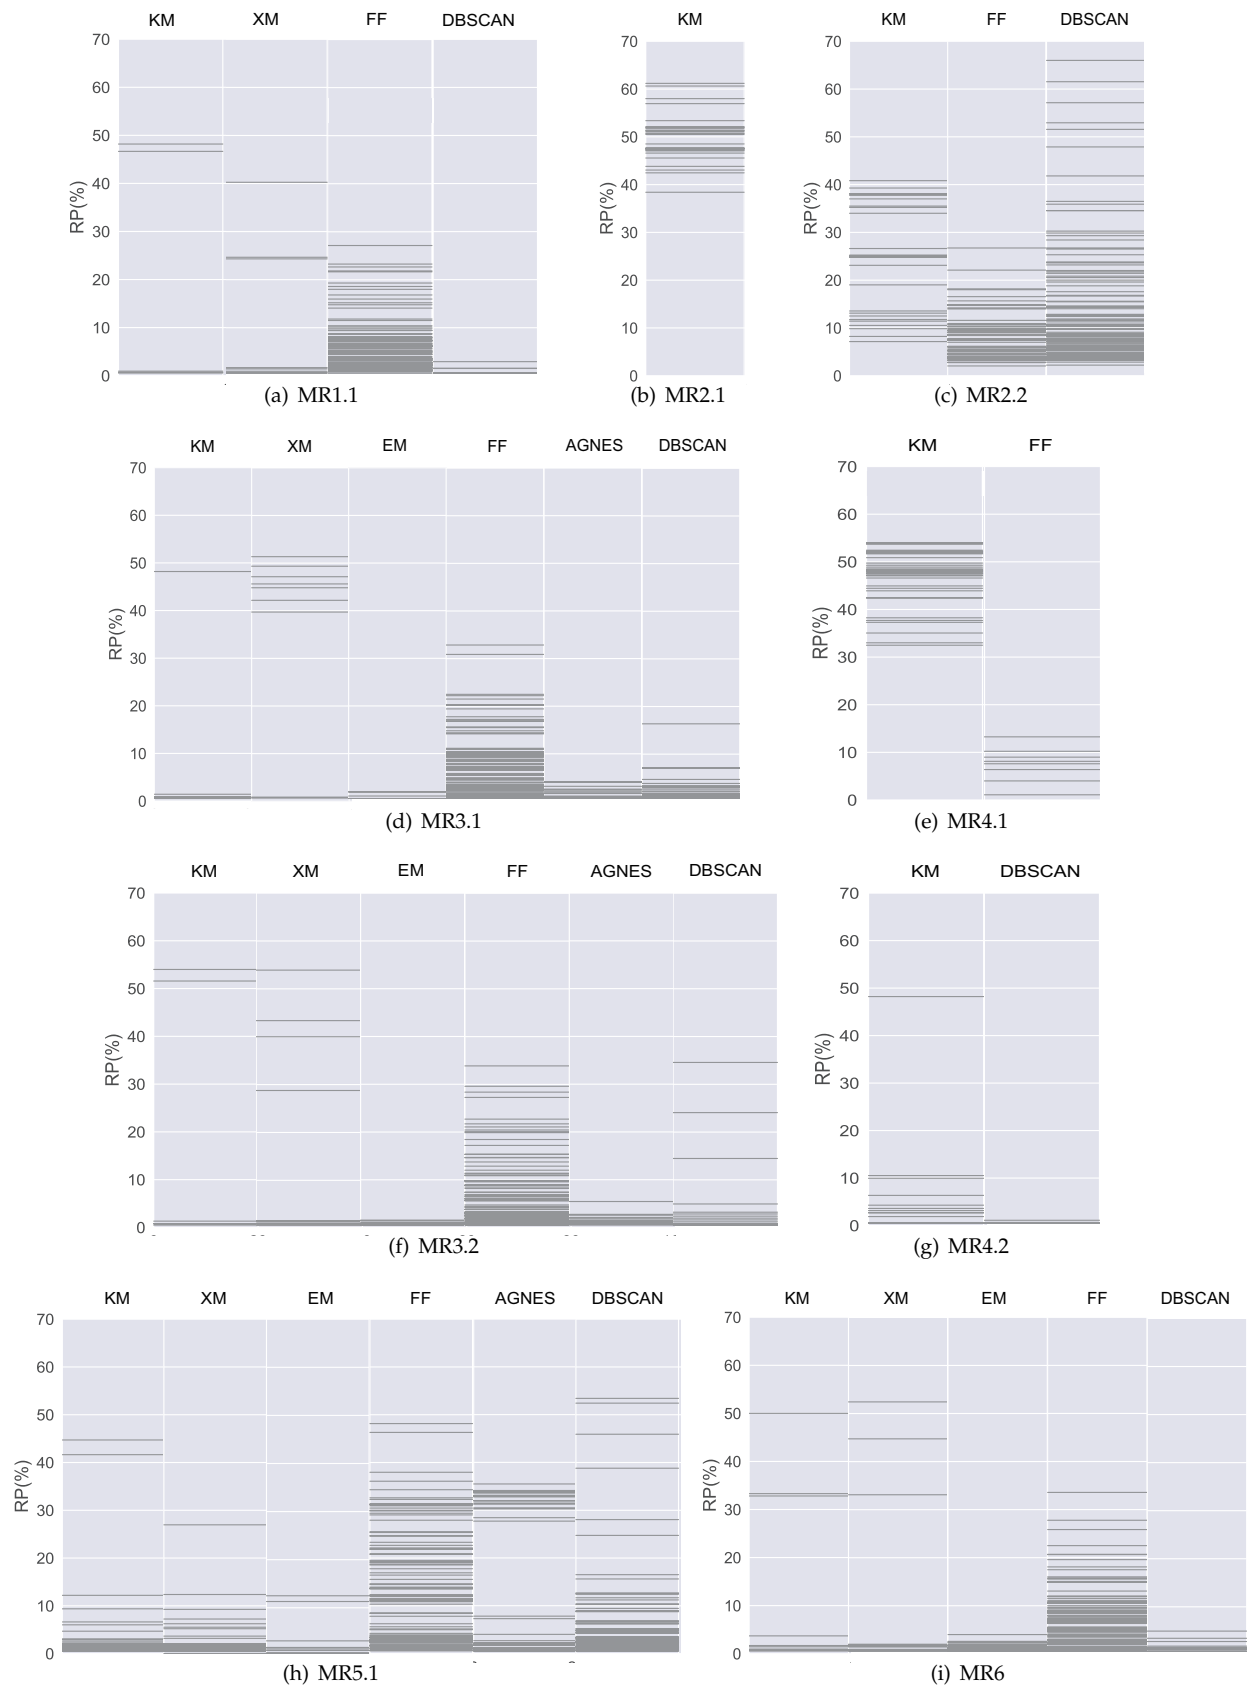 KM XM FF DBSCAN
70
60
50
40
30
20
10
0
RP(%)
(a) MR1.1
KM
70
60
50
40
30
20
10
0
RP(%)
(b) MR2.1
KM FF DBSCAN
70
60
50
40
30
20
10
0
RP(%)
(c) MR2.2
KM XM EM FF AGNES DBSCAN
70
60
50
40
30
20
10
0
RP(%)
(d) MR3.1
KM FF
70
60
50
40
30
20
10
0
RP(%)
(e) MR4.1
KM XM EM FF AGNES DBSCAN
70
60
50
40
30
20
10
0
RP(%)
(f) MR3.2
KM DBSCAN
70
60
50
40
30
20
10
0
RP(%)
(g) MR4.2
KM XM EM FF AGNES DBSCAN
70
60
50
40
30
20
10
0
RP(%)
(h) MR5.1
KM XM EM FF DBSCAN
70
60
50
40
30
20
10
0
RP(%)
(i) MR6